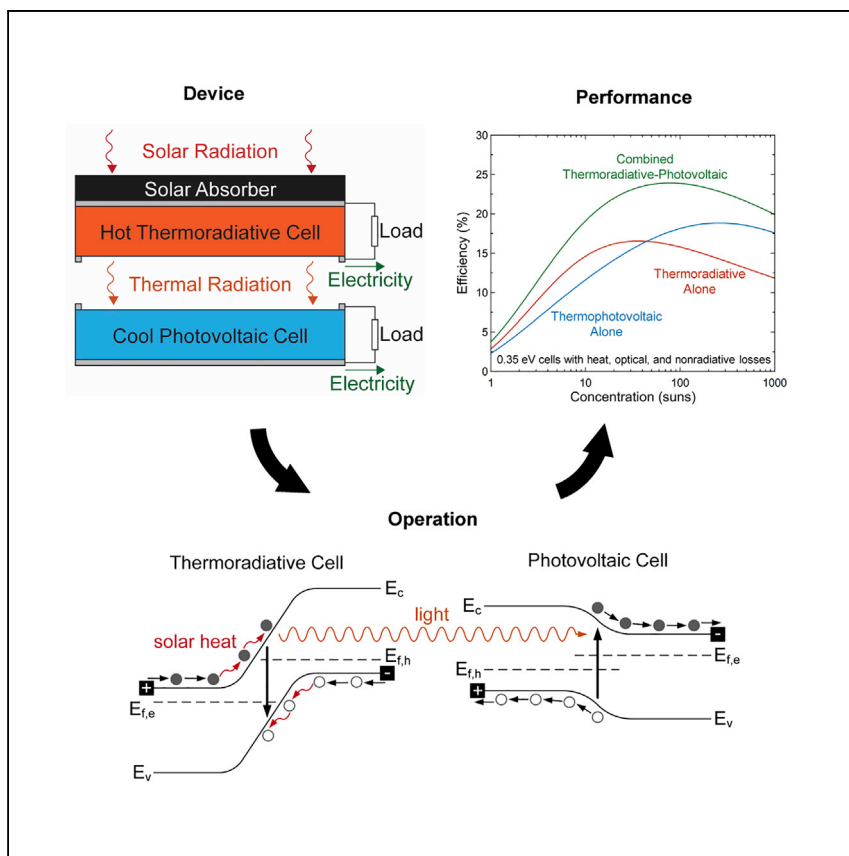 Device
Solar Radiation
Solar Absorber
Hot Thermoradiative Cell
Load
Electricity
Thermal Radiation
Cool Photovoltaic Cell
Load
Electricity
Performance
30
25
20
15
10
5
0
Efficiency (%)
Combined
Thermoradiative-Photovoltaic
Thermoradiative
Alone
Thermophotovoltaic
Alone
0.35 eV cells with heat, optical, and nonradiative losses
1 10 100 1000
Concentration (suns)
Operation
Thermoradiative Cell
Ec
solar heat
light
Ef,h
+
-
Ef,e
Ev
Photovoltaic Cell
Ec
-
Ef,e
Ef,h
+
Ev